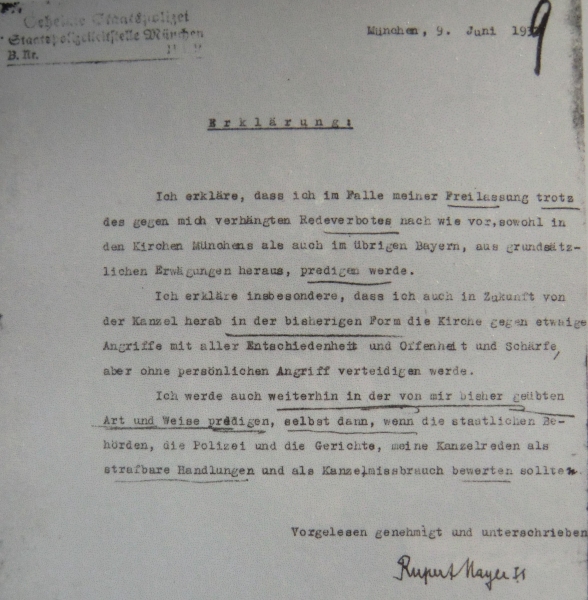 Geheime Staatspolizei
Staatspolizeileitstelle München
B. Nr.
München, 9. Juni 193
9
Erklärung:
Ich erkläre, dass ich im Falle meiner Freilassung trotz
des gegen mich verhängten Redeverbotes nach wie vor, sowohl in
den Kirchen Münchens als auch im übrigen Bayern, aus grundsätz-
lichen Erwägungen heraus, predigen werde.
Ich erkläre insbesondere, dass ich auch in Zukunft von
der Kanzel herab in der bisherigen Form die Kirche gegen etwaige
Angriffe mit aller Entschiedenheit und Offenheit und Schärfe,
aber ohne persönlichen Angriff verteidigen werde.
Ich werde auch weiterhin in der von mir bisher geübten
Art und Weise predigen, selbst dann, wenn die staatlichen Be-
hörden, die Polizei und die Gerichte, meine Kanzelreden als
strafbare Handlungen und als Kanzelmissbrauch bewerten sollten.
Vorgelesen genehmigt und unterschrieben
Rupert Mayer SJ